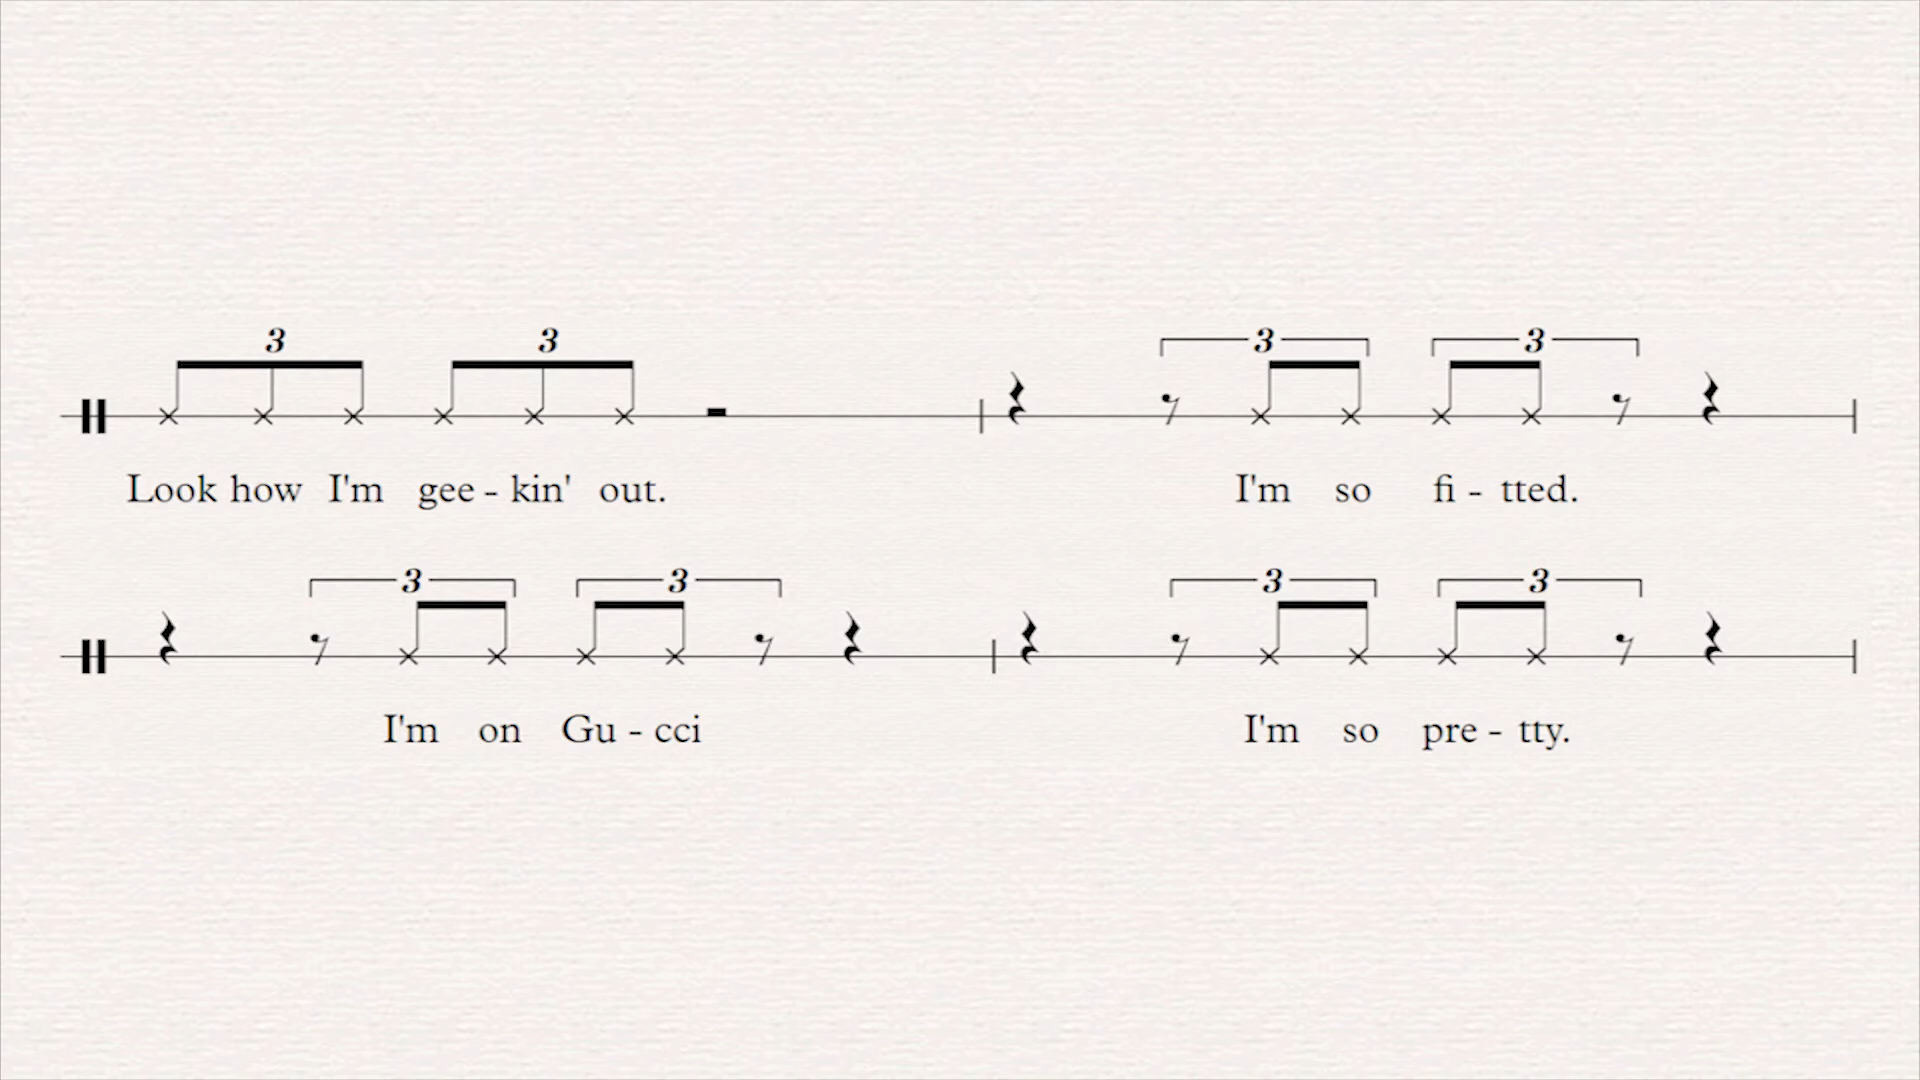 3 3 3 3
Look how I'm gee - kin' out. I'm so fi - tted.
3 3 3 3
I'm on Gu - cci I'm so pre - tty.